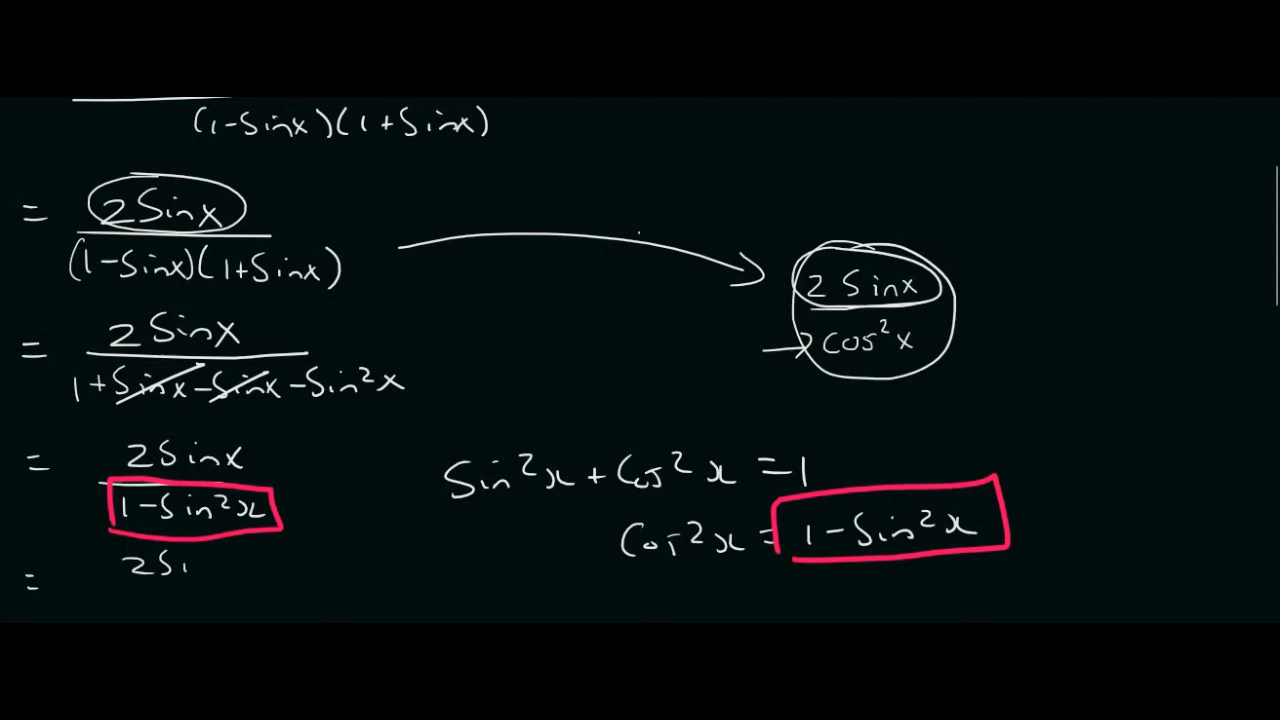 (1-Sinx)(1+Sinx)
= 2Sinx
(1-Sinx)(1+Sinx)
2 Sinx
cos²x
= 2Sinx
1+Sinx-Sinx-Sin²x
= 2Sinx
1-Sin²x
Sin²x+Cos²x=1
Cos²x=1-Sin²x
= 2Si